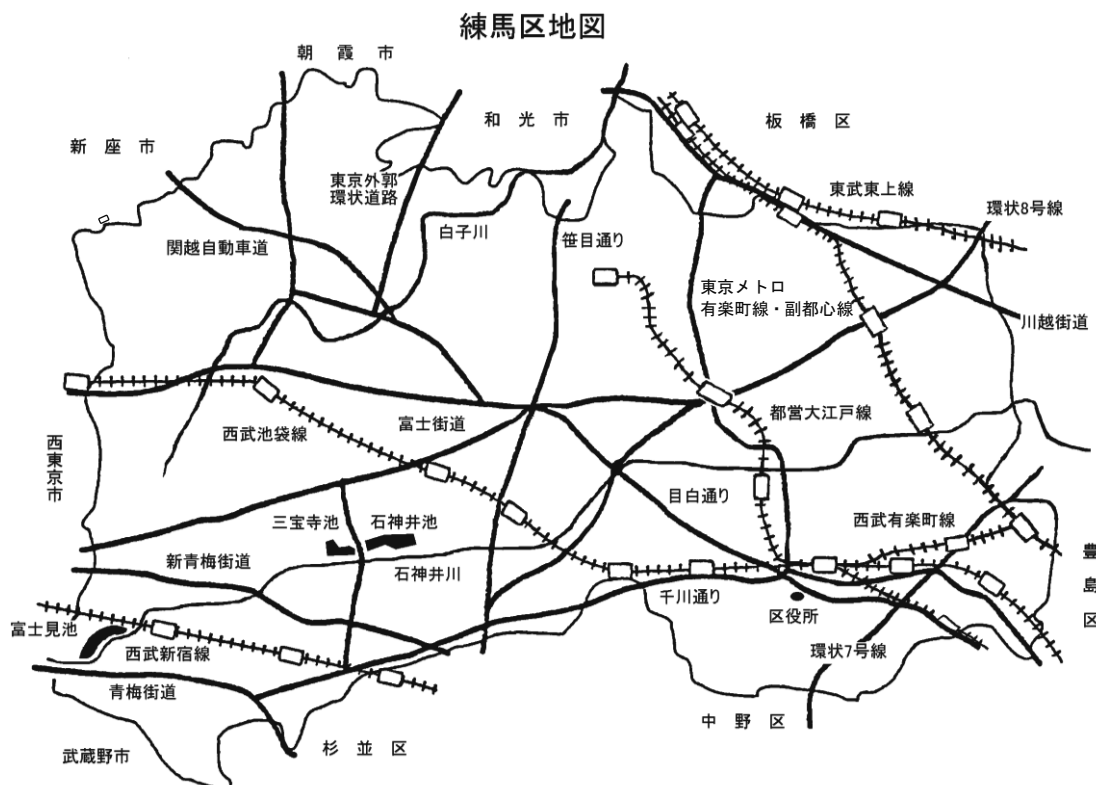 練馬区地図
朝霞市
和光市
板橋区
新座市
東京外郭
環状道路
東武東上線
環状8号線
白子川
笹目通り
関越自動車道
東京メトロ
有楽町線・副都心線
川越街道
西武池袋線
富士街道
都営大江戸線
西東京市
目白通り
三宝寺池
石神井池
西武有楽町線
新青梅街道
石神井川
豊島区
千川通り
区役所
富士見池
西武新宿線
環状7号線
青梅街道
中野区
杉並区
武蔵野市